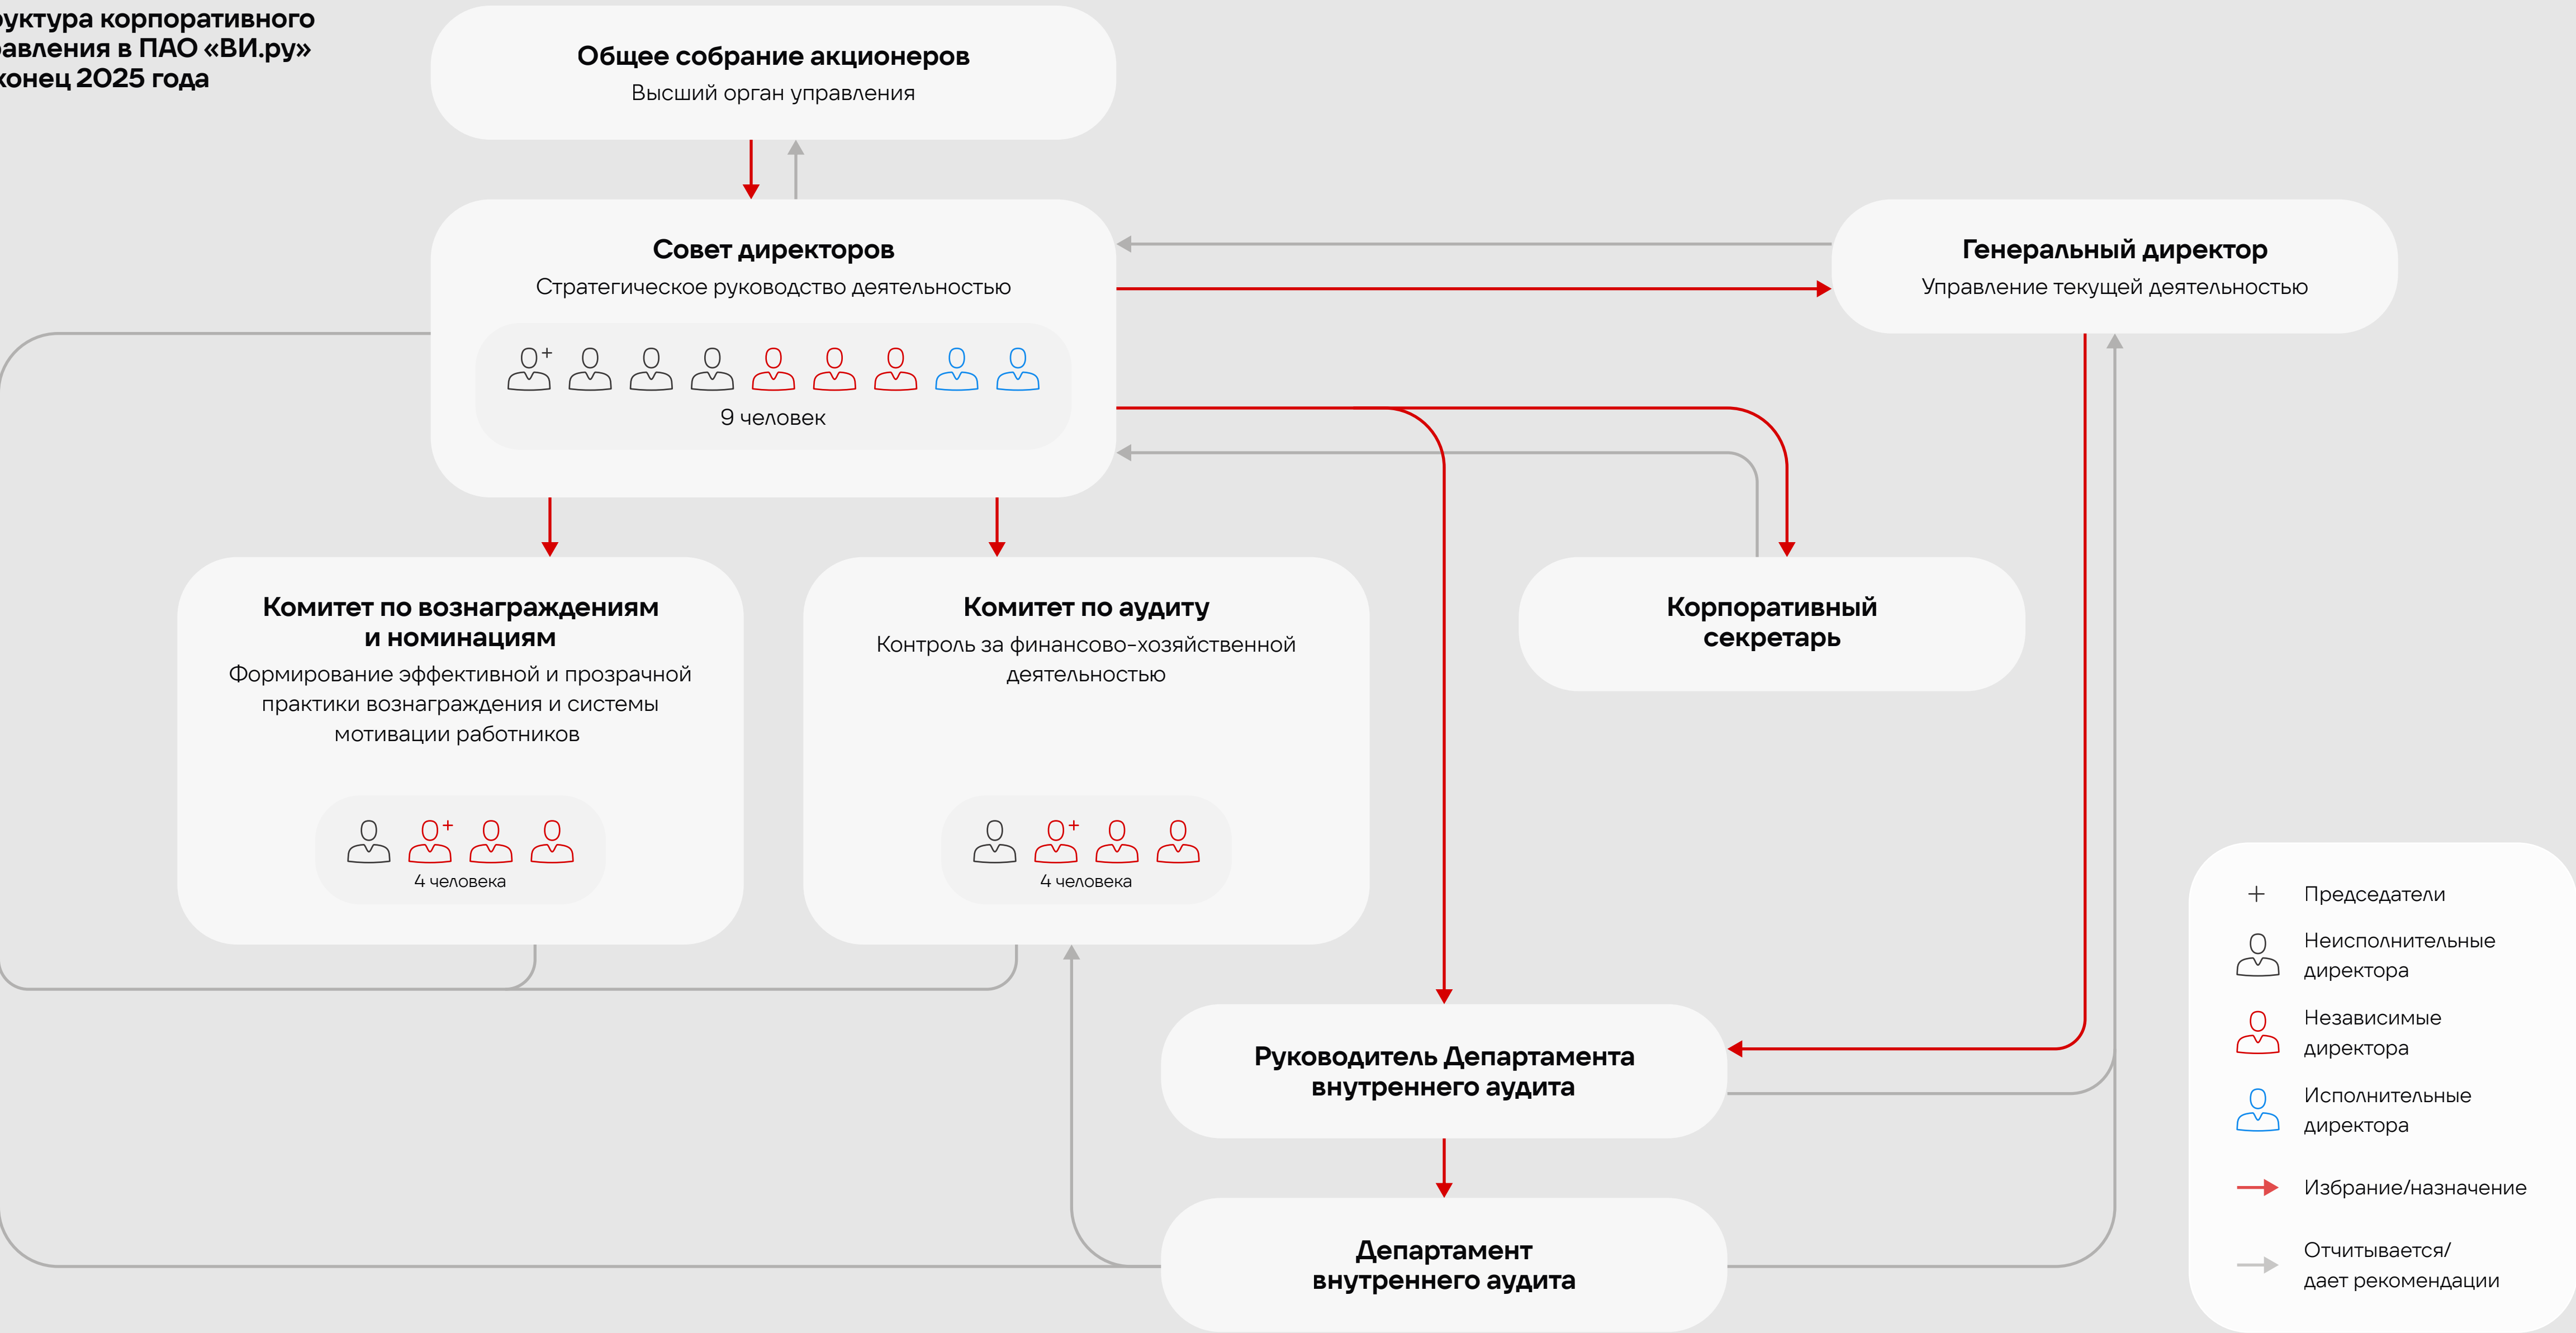 руктура корпоративного
равления в ПАО «ВИ.ру»
конец 2025 года
Общее собрание акционеров
Высший орган управления
Совет директоров
Стратегическое руководство деятельностью
+
9 человек
Генеральный директор
Управление текущей деятельностью
Комитет по вознаграждениям
и номинациям
Формирование эффективной и прозрачной
практики вознаграждения и системы
мотивации работников
+
4 человека
Комитет по аудиту
Контроль за финансово-хозяйственной
деятельностью
+
4 человека
Корпоративный
секретарь
Руководитель Департамента
внутреннего аудита
Департамент
внутреннего аудита
+ Председатели
Неисполнительные
директора
Независимые
директора
Исполнительные
директора
Избрание/назначение
Отчитывается/
дает рекомендации